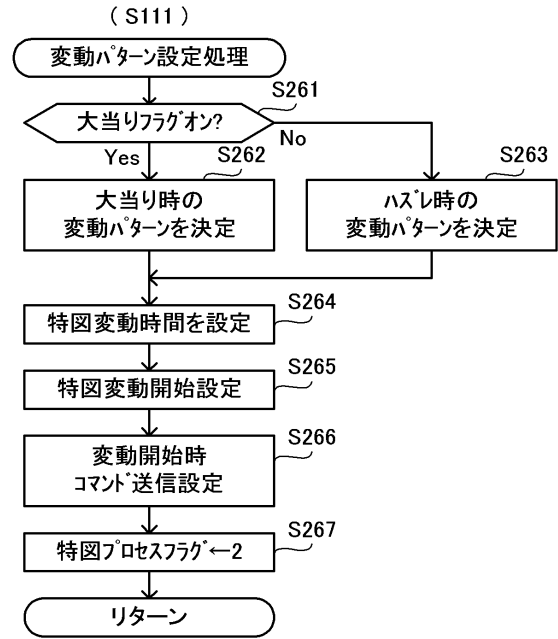 ( S111 )
変動ﾊﾟﾀｰﾝ設定処理
S261
大当りﾌﾗｸﾞｵﾝ?
No
Yes
S262
S263
大当り時の
変動ﾊﾟﾀｰﾝを決定
ﾊｽﾞﾚ時の
変動ﾊﾟﾀｰﾝを決定
S264
特図変動時間を設定
S265
特図変動開始設定
S266
変動開始時
ｺﾏﾝﾄﾞ送信設定
S267
特図ﾌﾟﾛｾｽﾌﾗｸﾞ←2
リターン